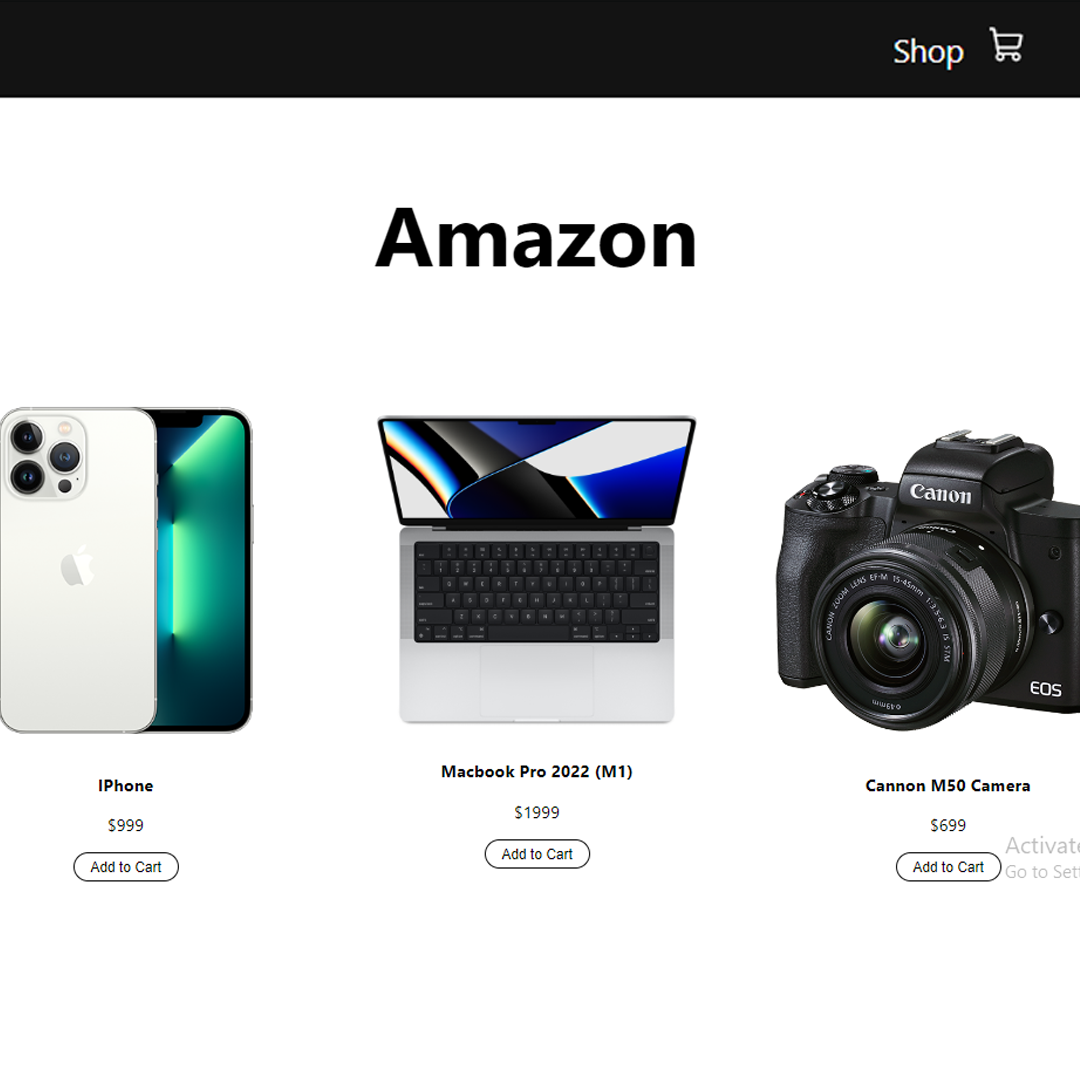 Shop
Amazon
Canon
Canon
CANON ZOOM LENS EF-M 15-45mm 1:3.5-6.3 IS STM
ø49mm
EOS
IPhone
$999
Add to Cart
Macbook Pro 2022 (M1)
$1999
Add to Cart
Cannon M50 Camera
$699
Add to Cart
Activate
Go to Sett